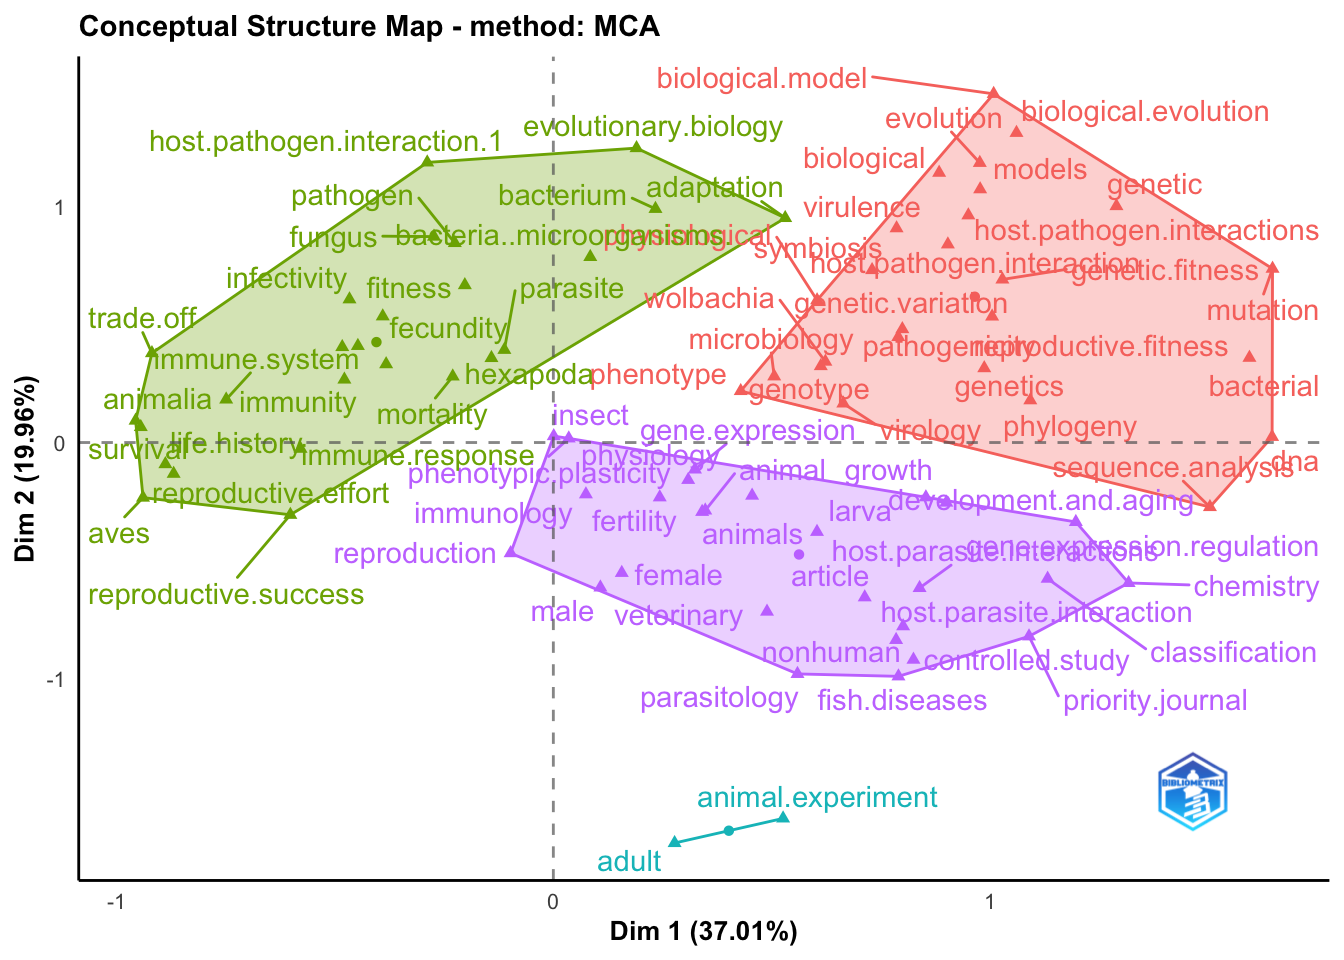 Conceptual Structure Map - method: MCA
biological.model
biological.evolution
evolution
evolutionary.biology
host.pathogen.interaction.1
biological
models
genetic
adaptation
pathogen
bacterium
virulence
host.pathogen.interactions
fungus
bacteria..microorganisms.
physiological
symbiosis
host.pathogen.interaction
genetic.fitness
infectivity
fitness
parasite
wolbachia
genetic.variation
mutation
trade.off
fecundity
microbiology
pathogenicity
reproductive.fitness
immune.system
hexapoda
phenotype
genotype
genetics
bacterial
animalia
immunity
mortality
insect
gene.expression
virology
phylogeny
survival
life.history
immune.response
physiology
dna
phenotypic.plasticity
animal
growth
sequence.analysis
reproductive.effort
development.and.aging
immunology
fertility
larva
aves
animals
reproduction
host.parasite.interactions
gene.expression.regulation
female
article
chemistry
reproductive.success
male
veterinary
host.parasite.interaction
nonhuman
controlled.study
classification
parasitology
fish.diseases
priority.journal
animal.experiment
adult
BIBLIOMETRIX
1
0
-1
Dim 2 (19.96%)
-1
0
1
Dim 1 (37.01%)